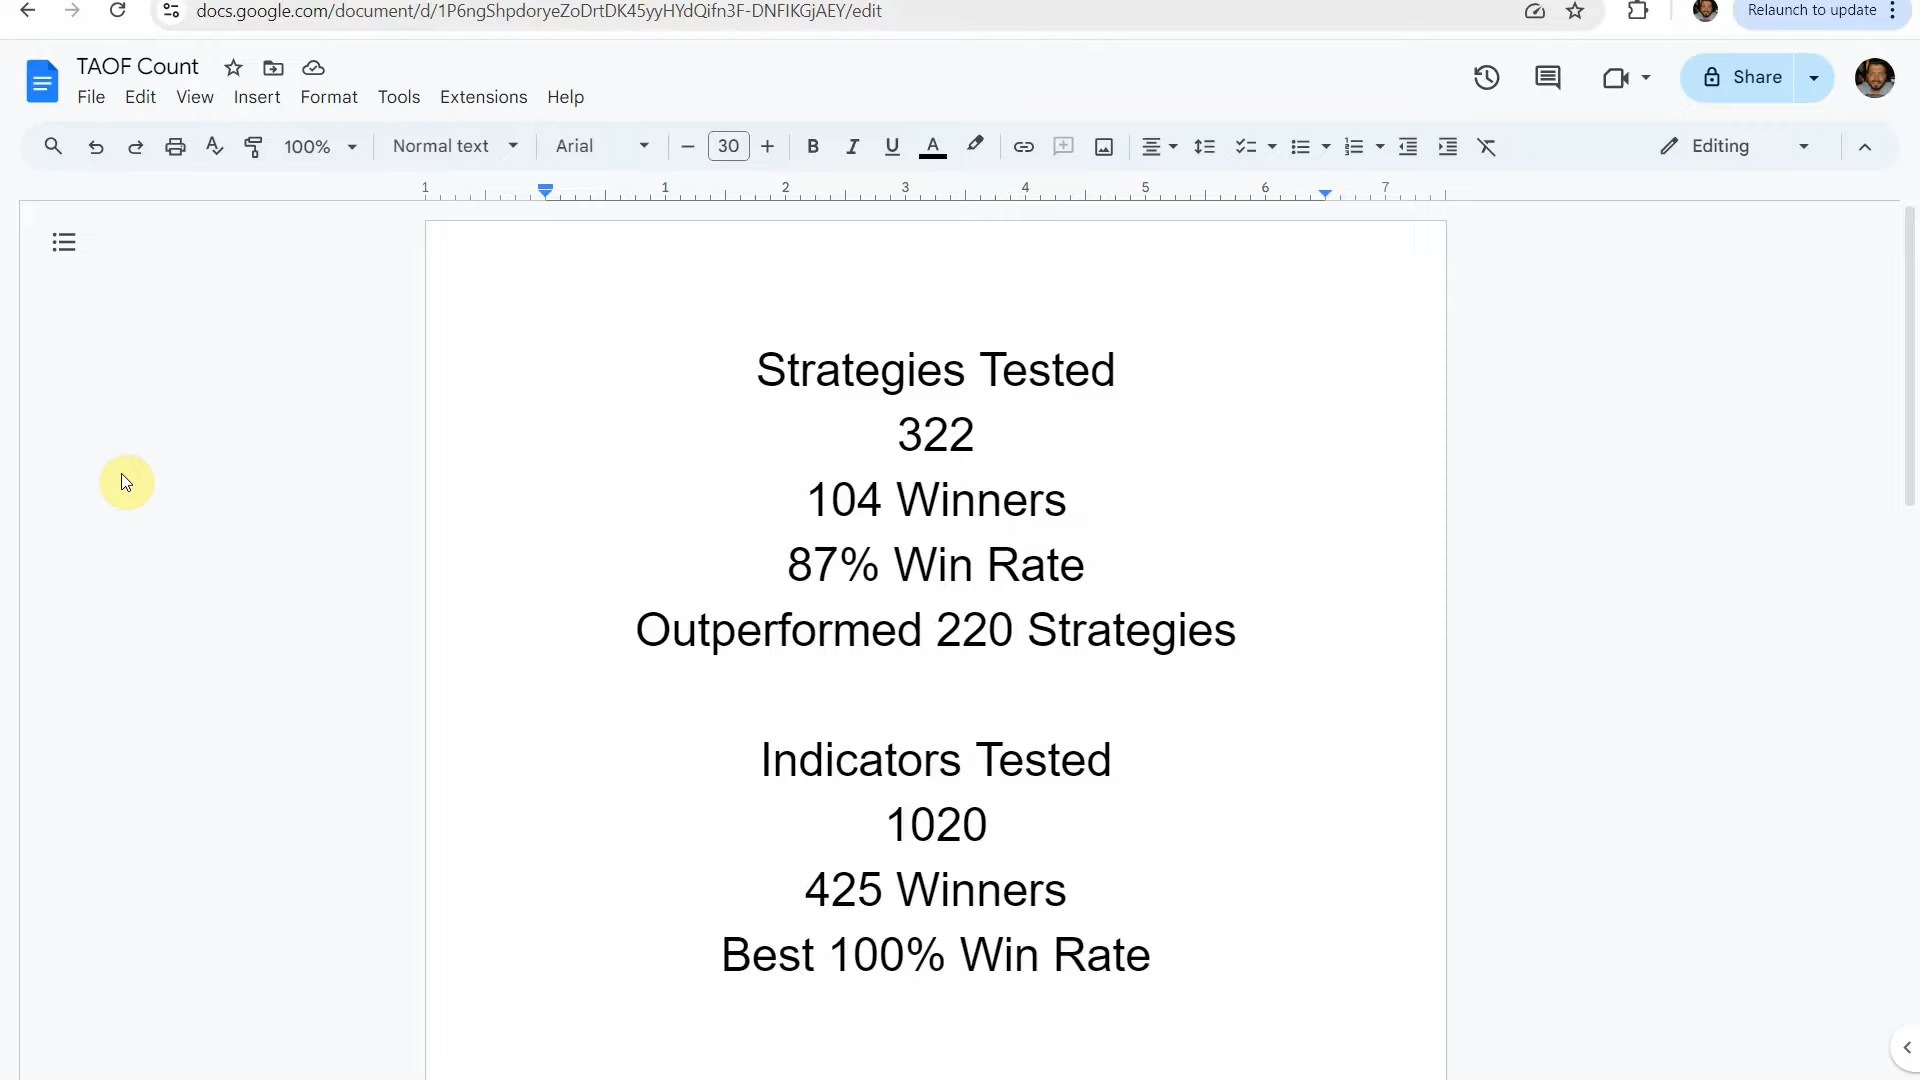 docs.google.com/document/d/1P6ngShpdoryeZoDrtDK45yyHYdQifn3F-DNFIKGjAEY/edit
Relaunch to update
TAOF Count
File Edit View Insert Format Tools Extensions Help
Share
100% Normal text Arial 30 B I U A Editing
1 1 2 3 4 5 6 7
Strategies Tested
322
104 Winners
87% Win Rate
Outperformed 220 Strategies
Indicators Tested
1020
425 Winners
Best 100% Win Rate